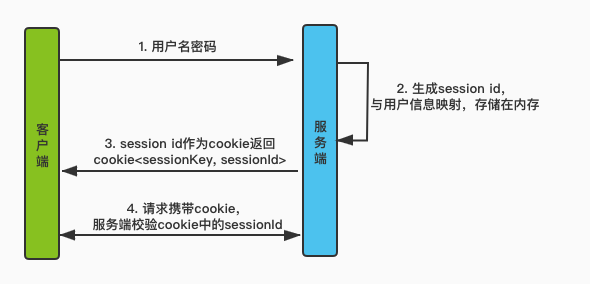 1. 用户名密码
2. 生成session id，
与用户信息映射，存储在内存
客户端
服务端
3. session id作为cookie返回
cookie<sessionKey, sessionId>
4. 请求携带cookie，
服务端校验cookie中的sessionId